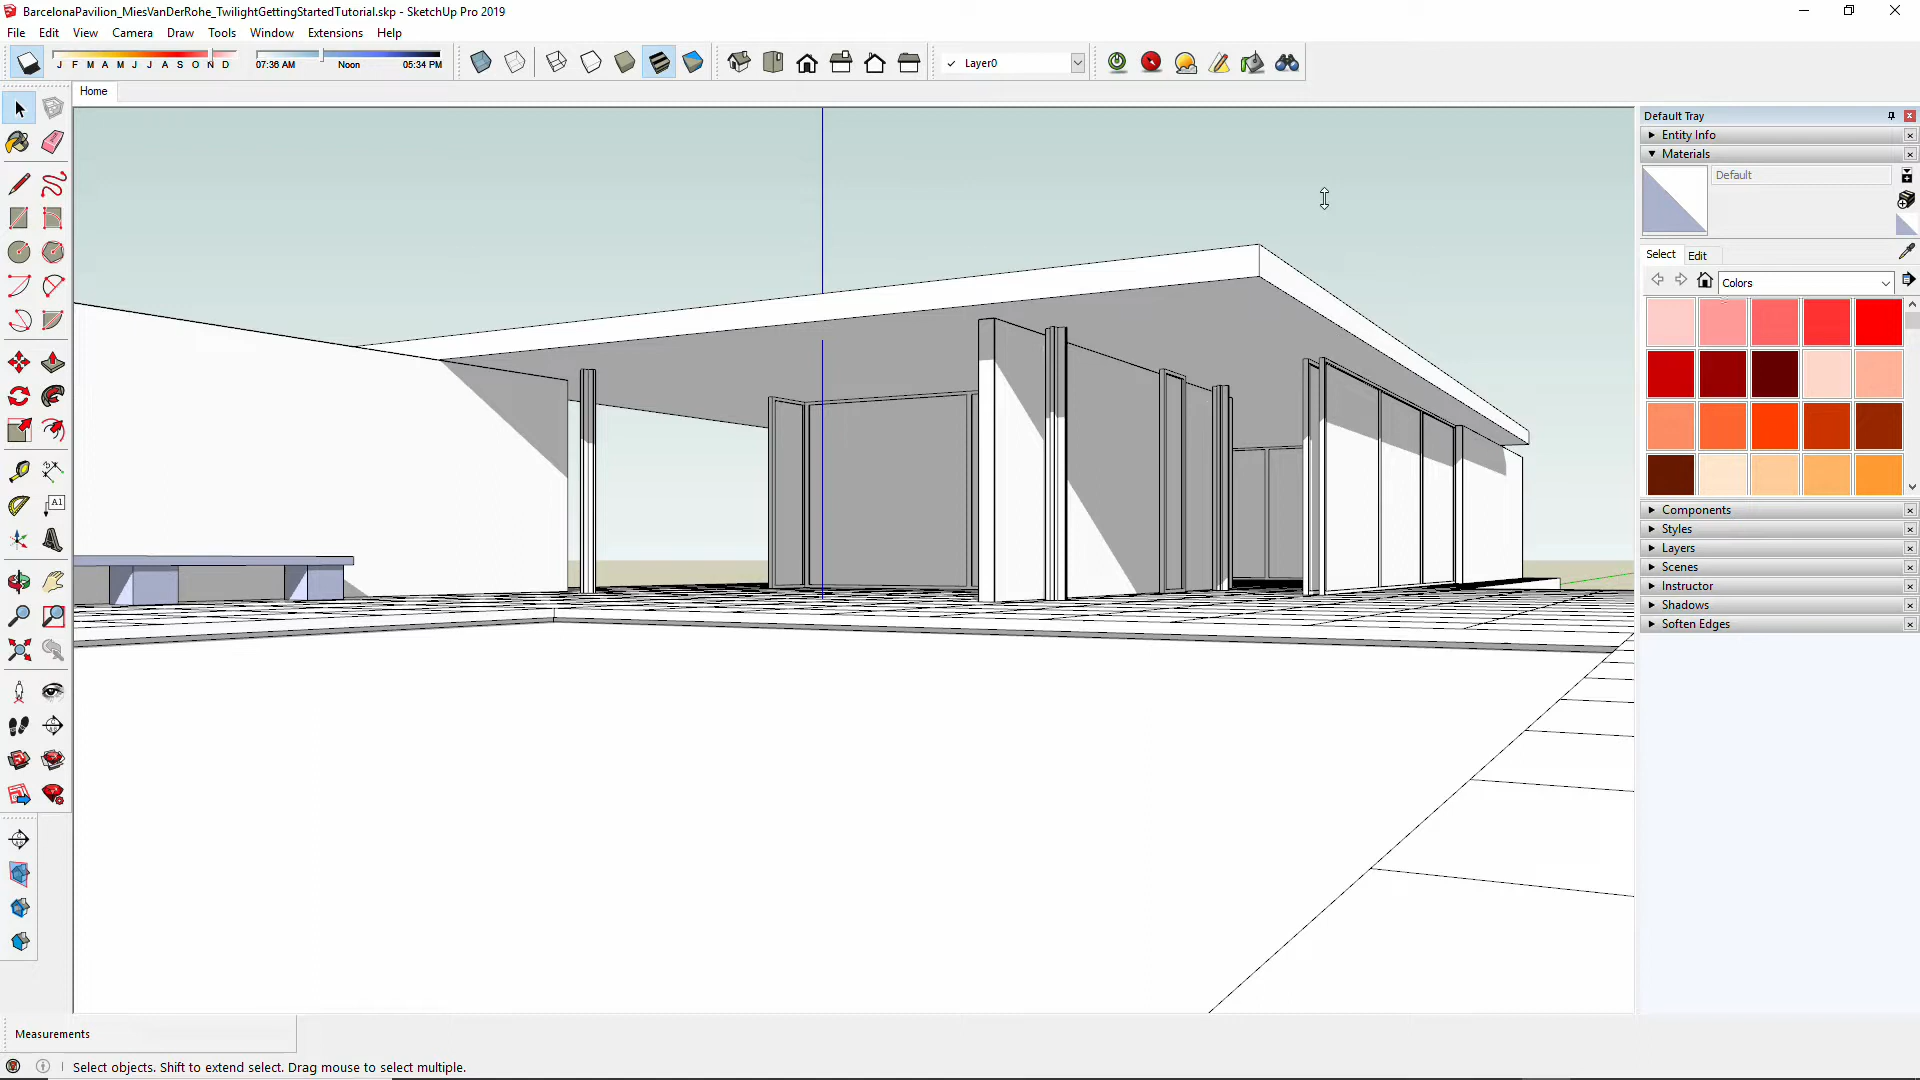 BarcelonaPavilion_MiesVanDerRohe_TwilightGettingStartedTutorial.skp - SketchUp Pro 2019
File Edit View Camera Draw Tools Window Extensions Help
J F M A M J J A S O N D
07:36 AM Noon 05:34 PM
Layer0
Home
Default Tray
Entity Info
Materials
Default
Select Edit
Colors
A1
Components
Styles
Layers
Scenes
Instructor
Shadows
Soften Edges
Measurements
Select objects. Shift to extend select. Drag mouse to select multiple.